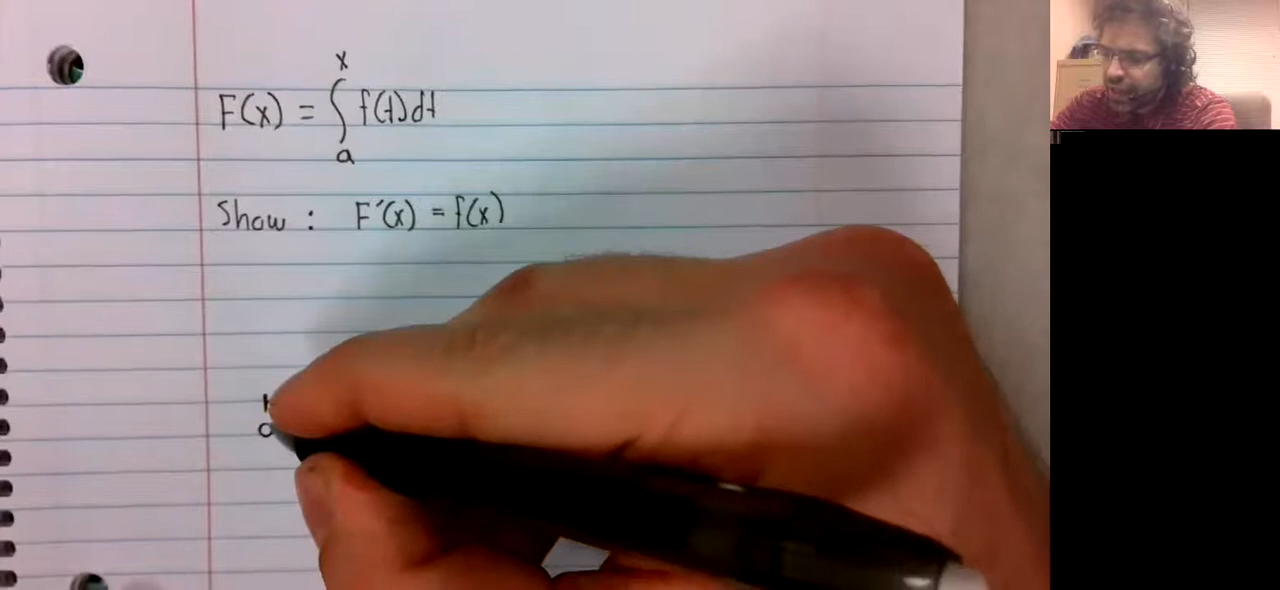 F(x) = ∫ₐˣ f(t)dt
Show : F'(x) = f(x)
a